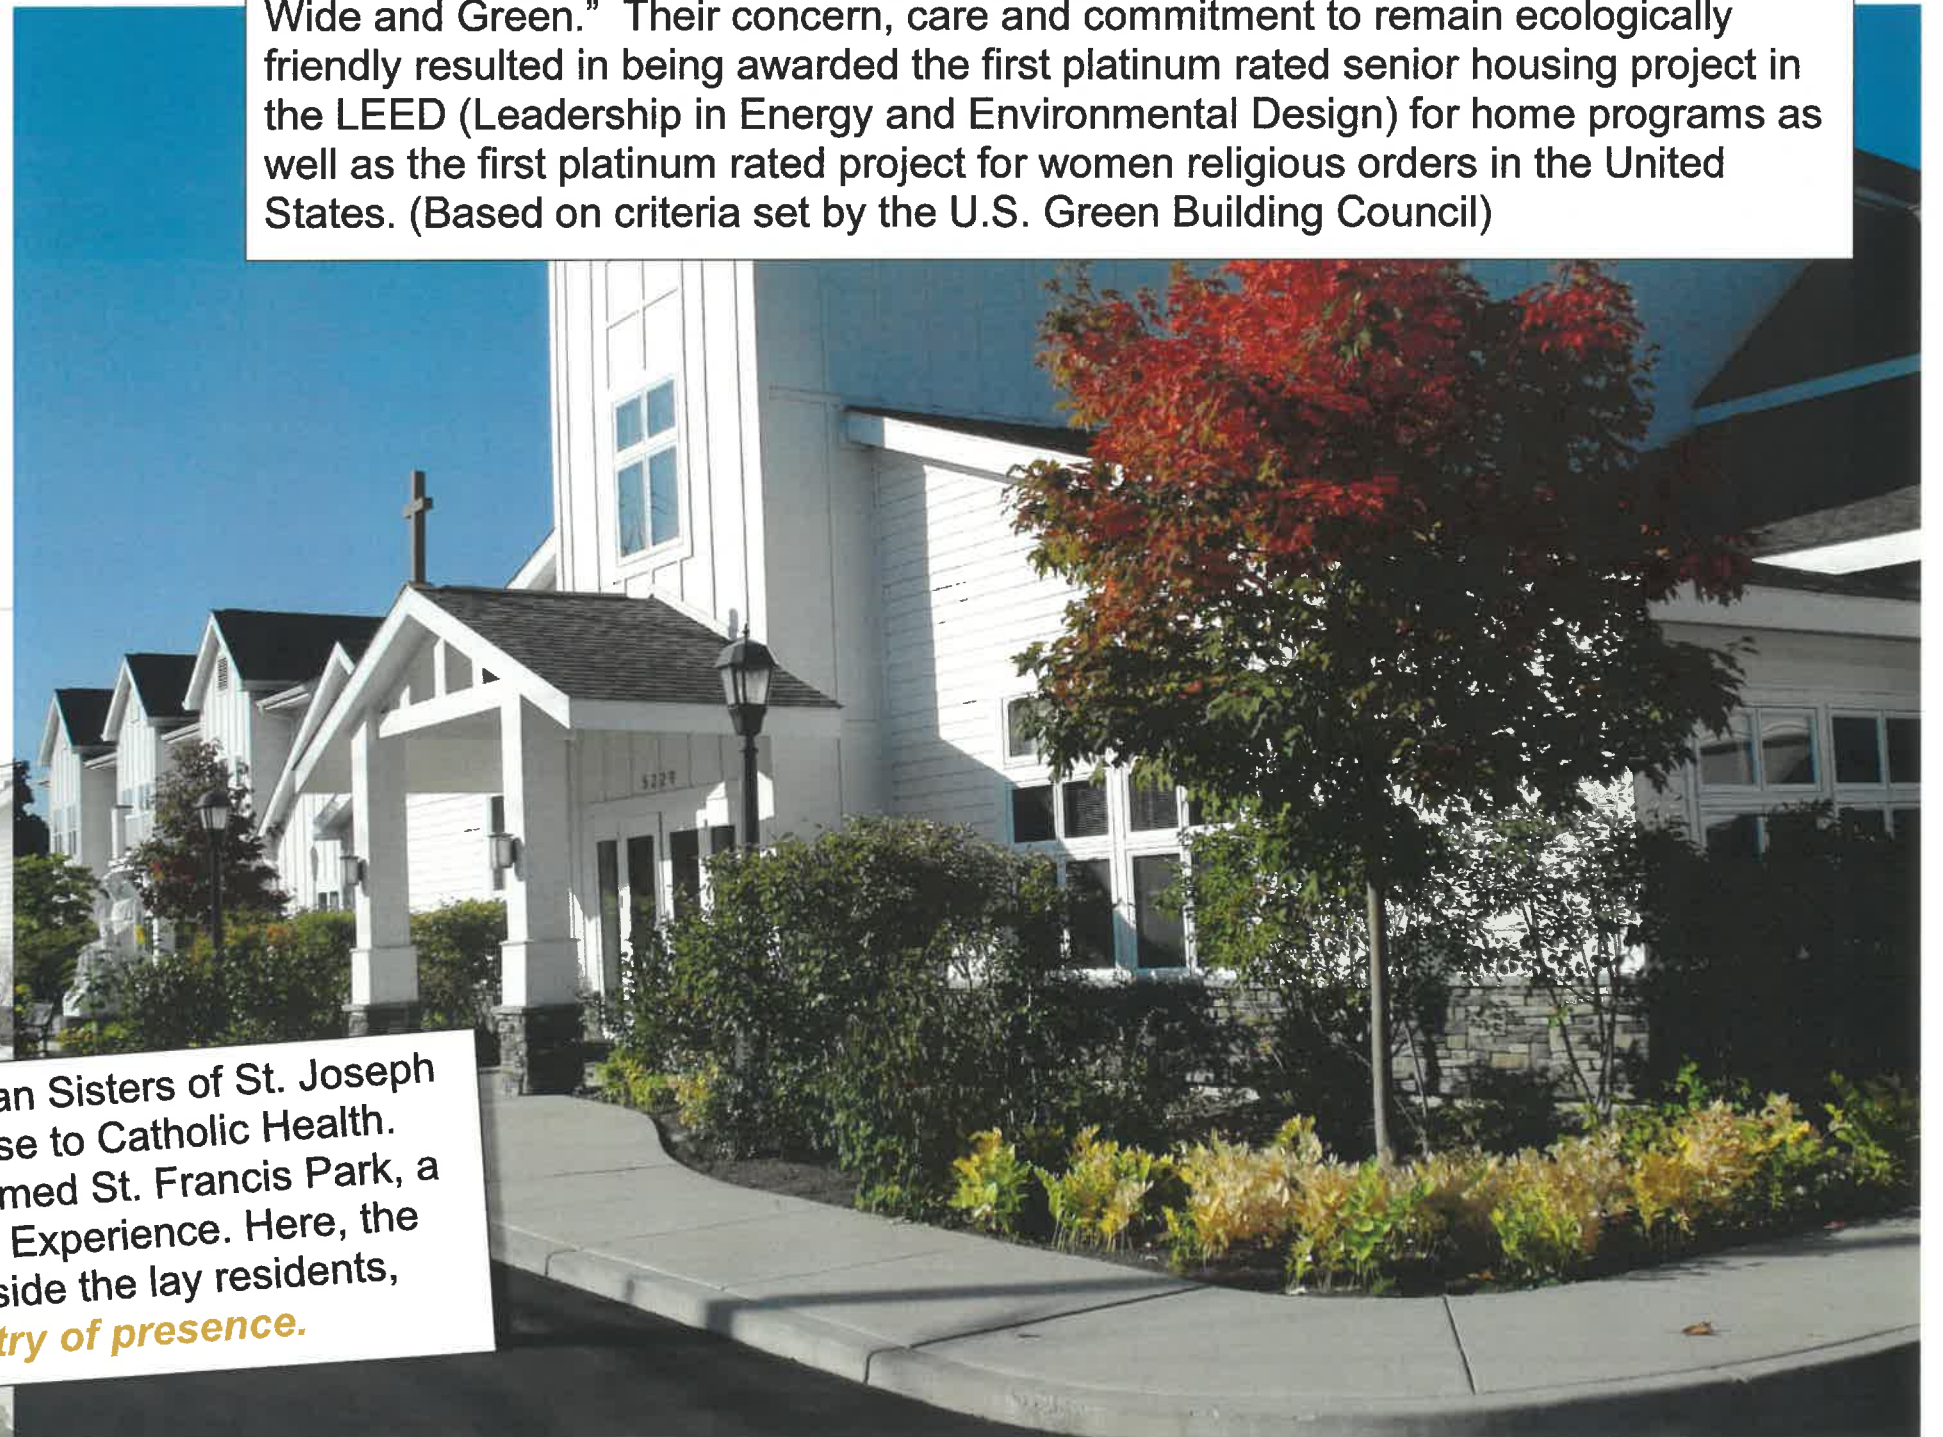 Wide and Green.” Their concern, care and commitment to remain ecologically
friendly resulted in being awarded the first platinum rated senior housing project in
the LEED (Leadership in Energy and Environmental Design) for home programs as
well as the first platinum rated project for women religious orders in the United
States. (Based on criteria set by the U.S. Green Building Council)
5229
an Sisters of St. Joseph
se to Catholic Health.
med St. Francis Park, a
Experience. Here, the
side the lay residents,
try of presence.